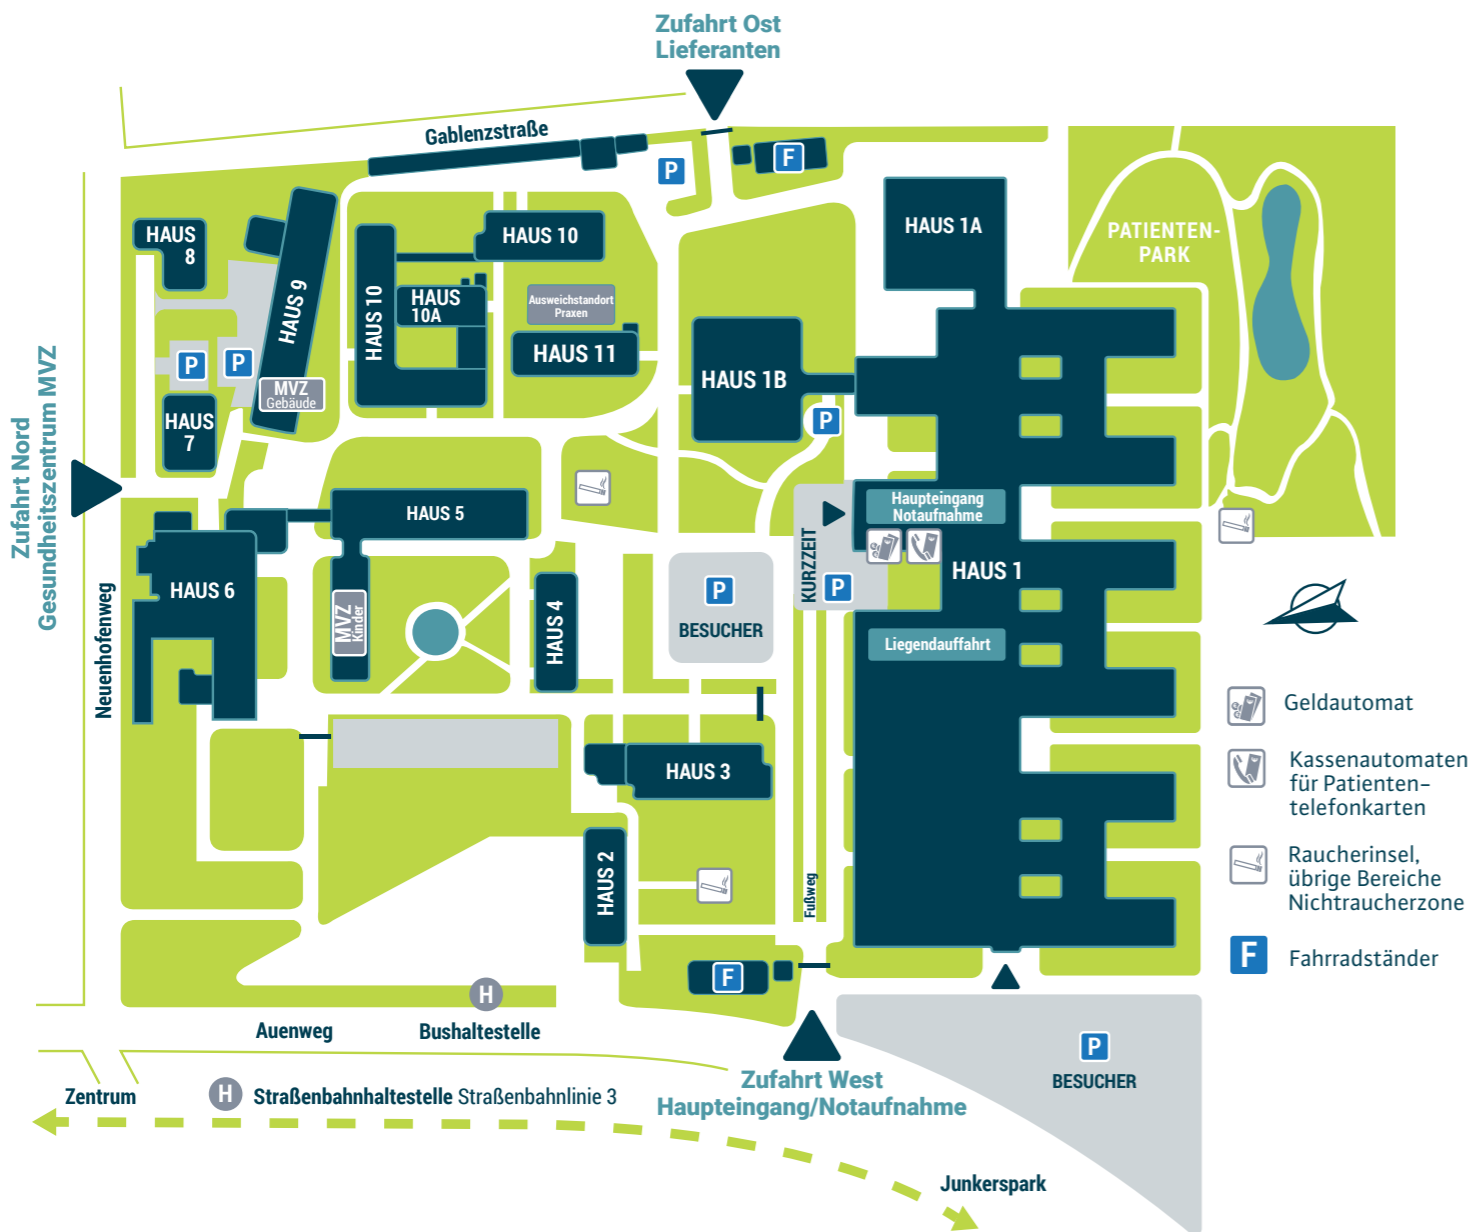 Zufahrt Ost
Lieferanten
Gablenzstraße
P
F
HAUS
8
HAUS 9
HAUS 10
HAUS 10
HAUS
10A
Ausweichstandort
Praxen
HAUS 11
HAUS 1A
PATIENTEN-
PARK
HAUS 1B
P
P
P
MVZ
Gebäude
HAUS
7
Zufahrt Nord
Gesundheitszentrum MVZ
Neuenhofenweg
HAUS 5
HAUS 6
MVZ
Kinder
HAUS 4
P
BESUCHER
KURZZEIT
P
Haupteingang
Notaufnahme
HAUS 1
Liegendauffahrt
HAUS 3
HAUS 2
Fußweg
F
Geldautomat
Kassenautomaten
für Patienten-
telefonkarten
Raucherinsel,
übrige Bereiche
Nichtraucherzone
F Fahrradständer
H
Auenweg
Bushaltestelle
Zentrum
H Straßenbahnhaltestelle Straßenbahnlinie 3
Zufahrt West
Haupteingang/Notaufnahme
P
BESUCHER
Junkerspark